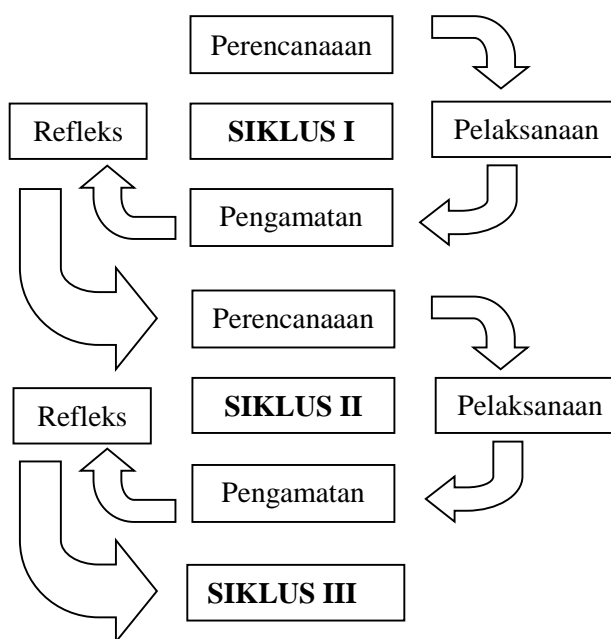 Perencanaaan
Refleks
SIKLUS I
Pelaksanaan
Pengamatan
Perencanaaan
Refleks
SIKLUS II
Pelaksanaan
Pengamatan
SIKLUS III